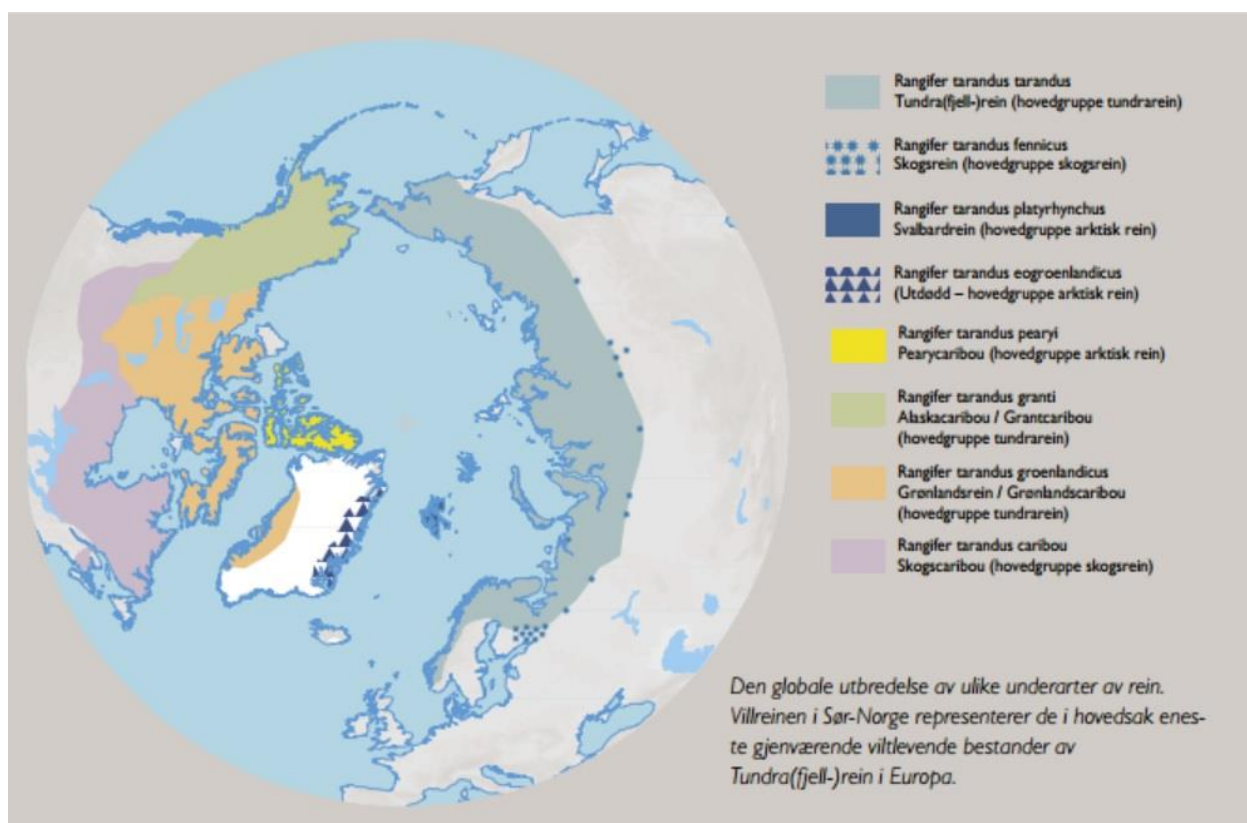 Rangifer tarandus tarandus
Tundra(fjell-)rein (hovedgruppe tundrarein)
Rangifer tarandus fennicus
Skogsrein (hovedgruppe skogsrein)
Rangifer tarandus platyrhynchus
Svalbardrein (hovedgruppe arktisk rein)
Rangifer tarandus eogroenlandicus
(Utdødd – hovedgruppe arktisk rein)
Rangifer tarandus pearyi
Pearycaribou (hovedgruppe arktisk rein)
Rangifer tarandus granti
Alaskacaribou / Grantcaribou
(hovedgruppe tundrarein)
Rangifer tarandus groenlandicus
Grønlandsrein / Grønlandscaribou
(hovedgruppe tundrarein)
Rangifer tarandus caribou
Skogscaribou (hovedgruppe skogsrein)
Den globale utbredelse av ulike underarter av rein.
Villreinen i Sør-Norge representerer de i hovedsak enes-
te gjenværende viltlevende bestander av
Tundra(fjell-)rein i Europa.